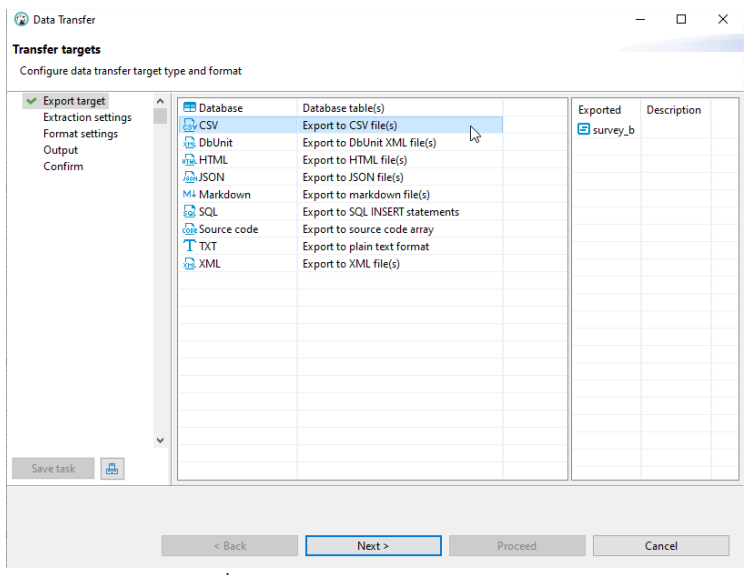 Data Transfer
Transfer targets
Configure data transfer target type and format
Export target
Extraction settings
Format settings
Output
Confirm
Database Database table(s)
CSV Export to CSV file(s)
DbUnit Export to DbUnit XML file(s)
HTML Export to HTML file(s)
JSON Export to JSON file(s)
Markdown Export to markdown file(s)
SQL Export to SQL INSERT statements
Source code Export to source code array
TXT Export to plain text format
XML Export to XML file(s)
Exported Description
survey_b
Save task
< Back Next > Proceed Cancel